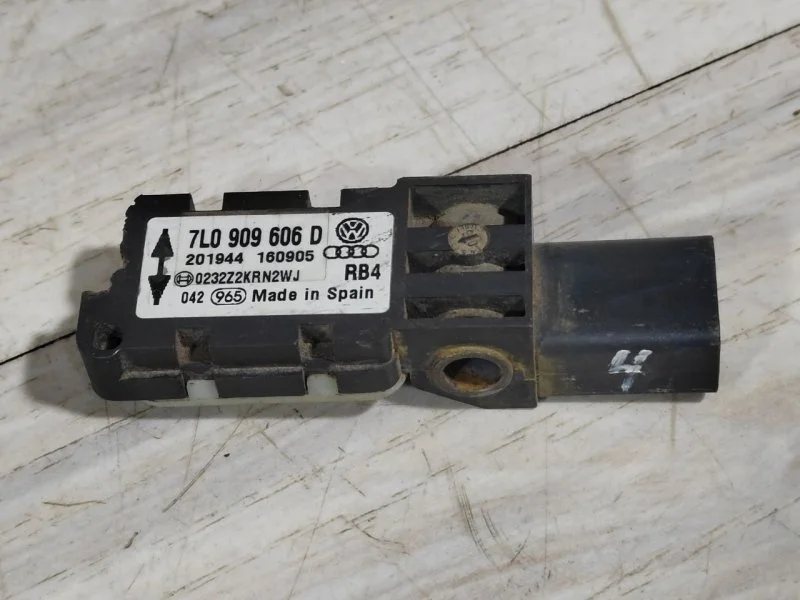 7L0 909 606 D
201944 160905
0232Z2KRN2WJ RB4
042 965 Made in Spain
4